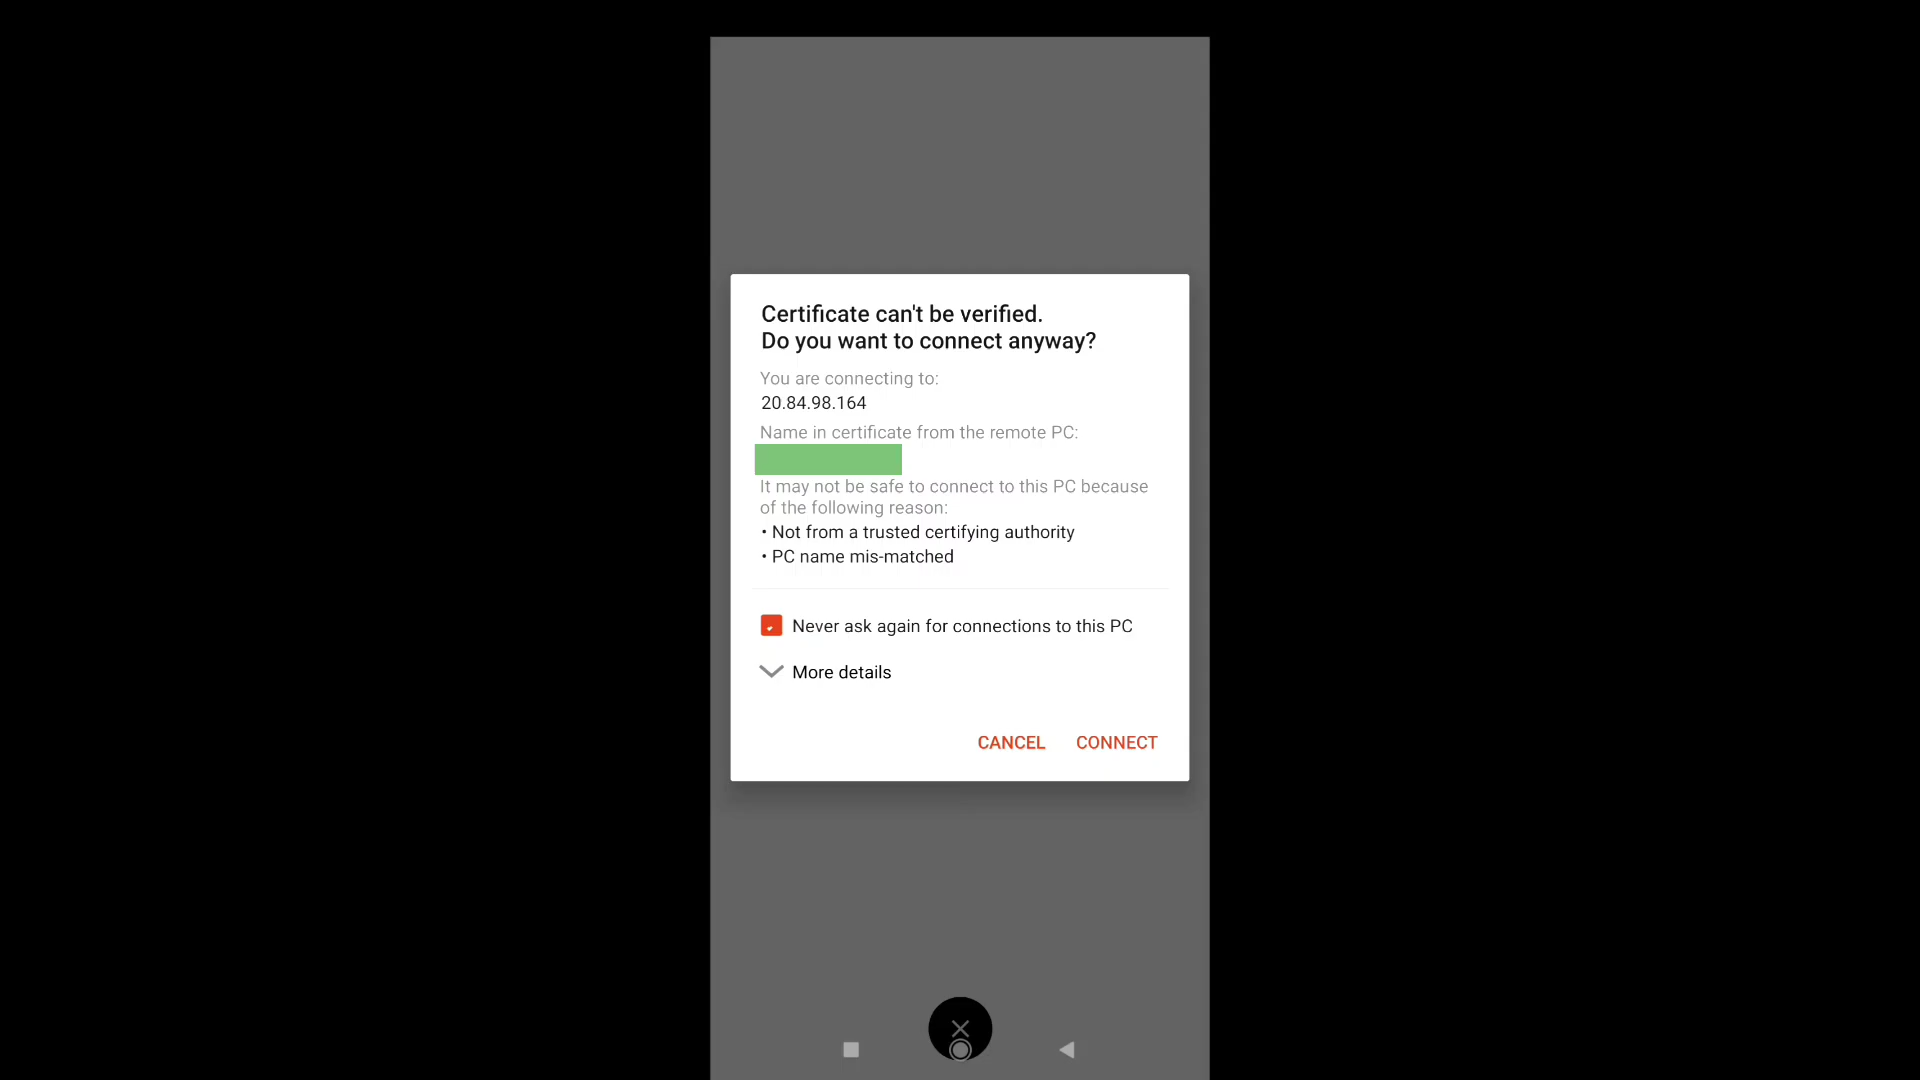 Certificate can't be verified.
Do you want to connect anyway?
You are connecting to:
20.84.98.164
Name in certificate from the remote PC:
It may not be safe to connect to this PC because
of the following reason:
• Not from a trusted certifying authority
• PC name mis-matched
Never ask again for connections to this PC
More details
CANCEL CONNECT